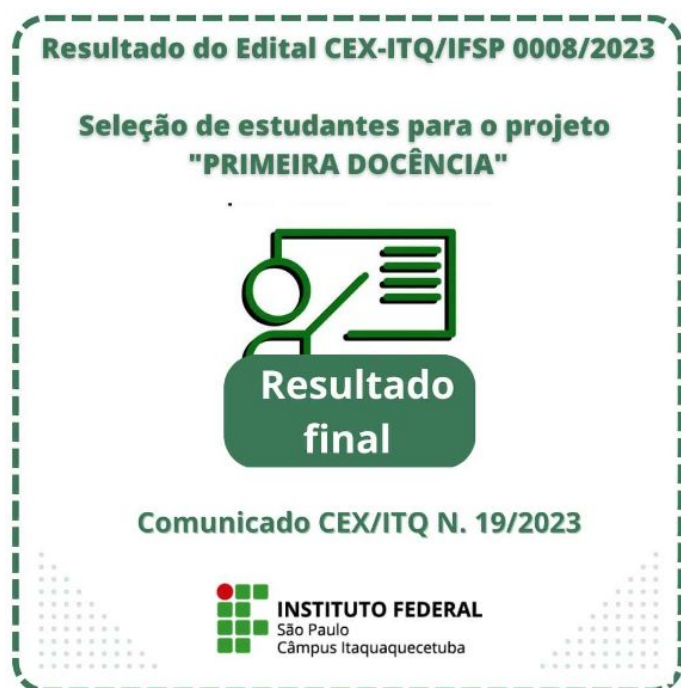 Resultado do Edital CEX-ITQ/IFSP 0008/2023
Seleção de estudantes para o projeto
"PRIMEIRA DOCÊNCIA"
Resultado
final
Comunicado CEX/ITQ N. 19/2023
INSTITUTO FEDERAL
São Paulo
Câmpus Itaquaquecetuba